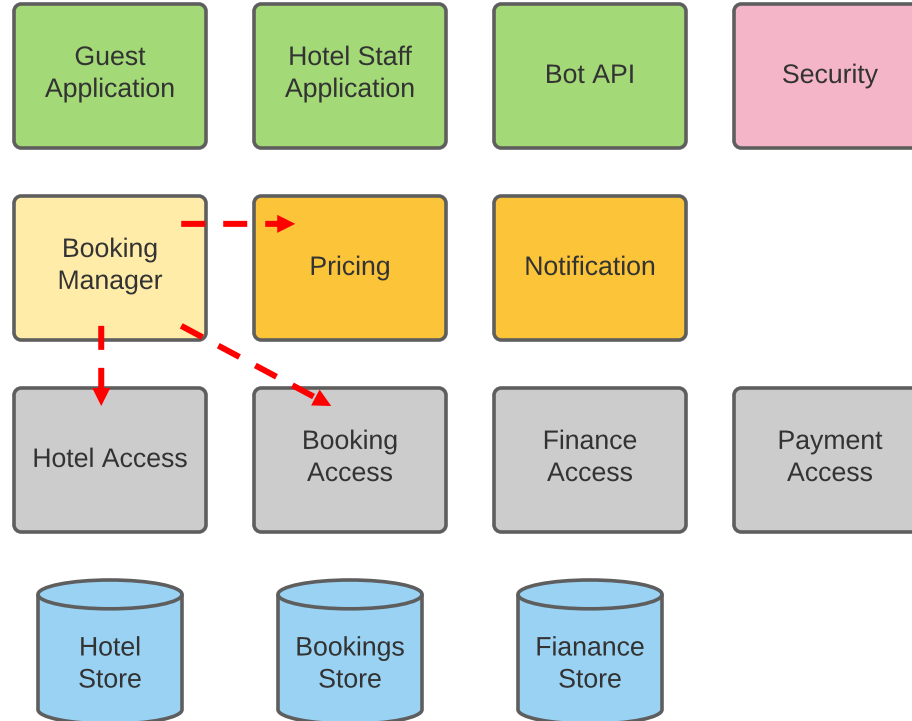 Guest
Application
Hotel Staff
Application
Bot API
Security
Booking
Manager
Pricing
Notification
Hotel Access
Booking
Access
Finance
Access
Payment
Access
Hotel
Store
Bookings
Store
Fianance
Store